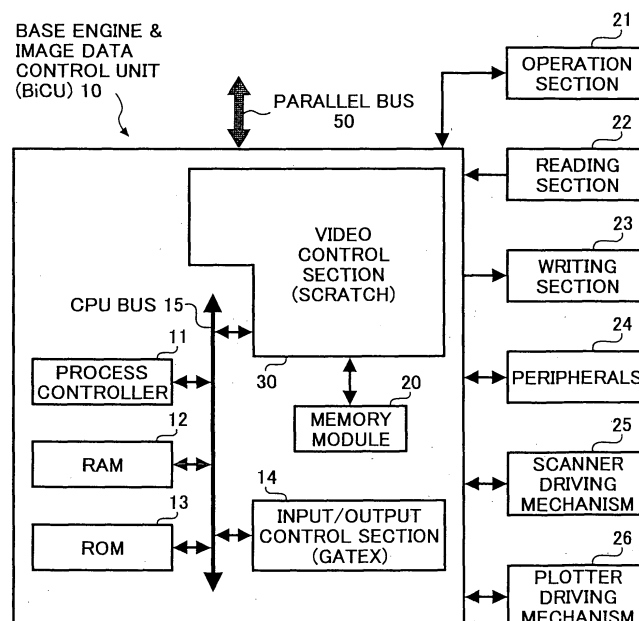 BASE ENGINE &
IMAGE DATA
CONTROL UNIT
(BiCU) 10
PARALLEL BUS
50
21
OPERATION
SECTION
22
READING
SECTION
23
WRITING
SECTION
24
PERIPHERALS
25
SCANNER
DRIVING
MECHANISM
26
PLOTTER
DRIVING
MECHANISM
VIDEO
CONTROL
SECTION
(SCRATCH)
30
CPU BUS 15
11
PROCESS
CONTROLLER
12
RAM
13
ROM
20
MEMORY
MODULE
14
INPUT/OUTPUT
CONTROL SECTION
(GATEX)